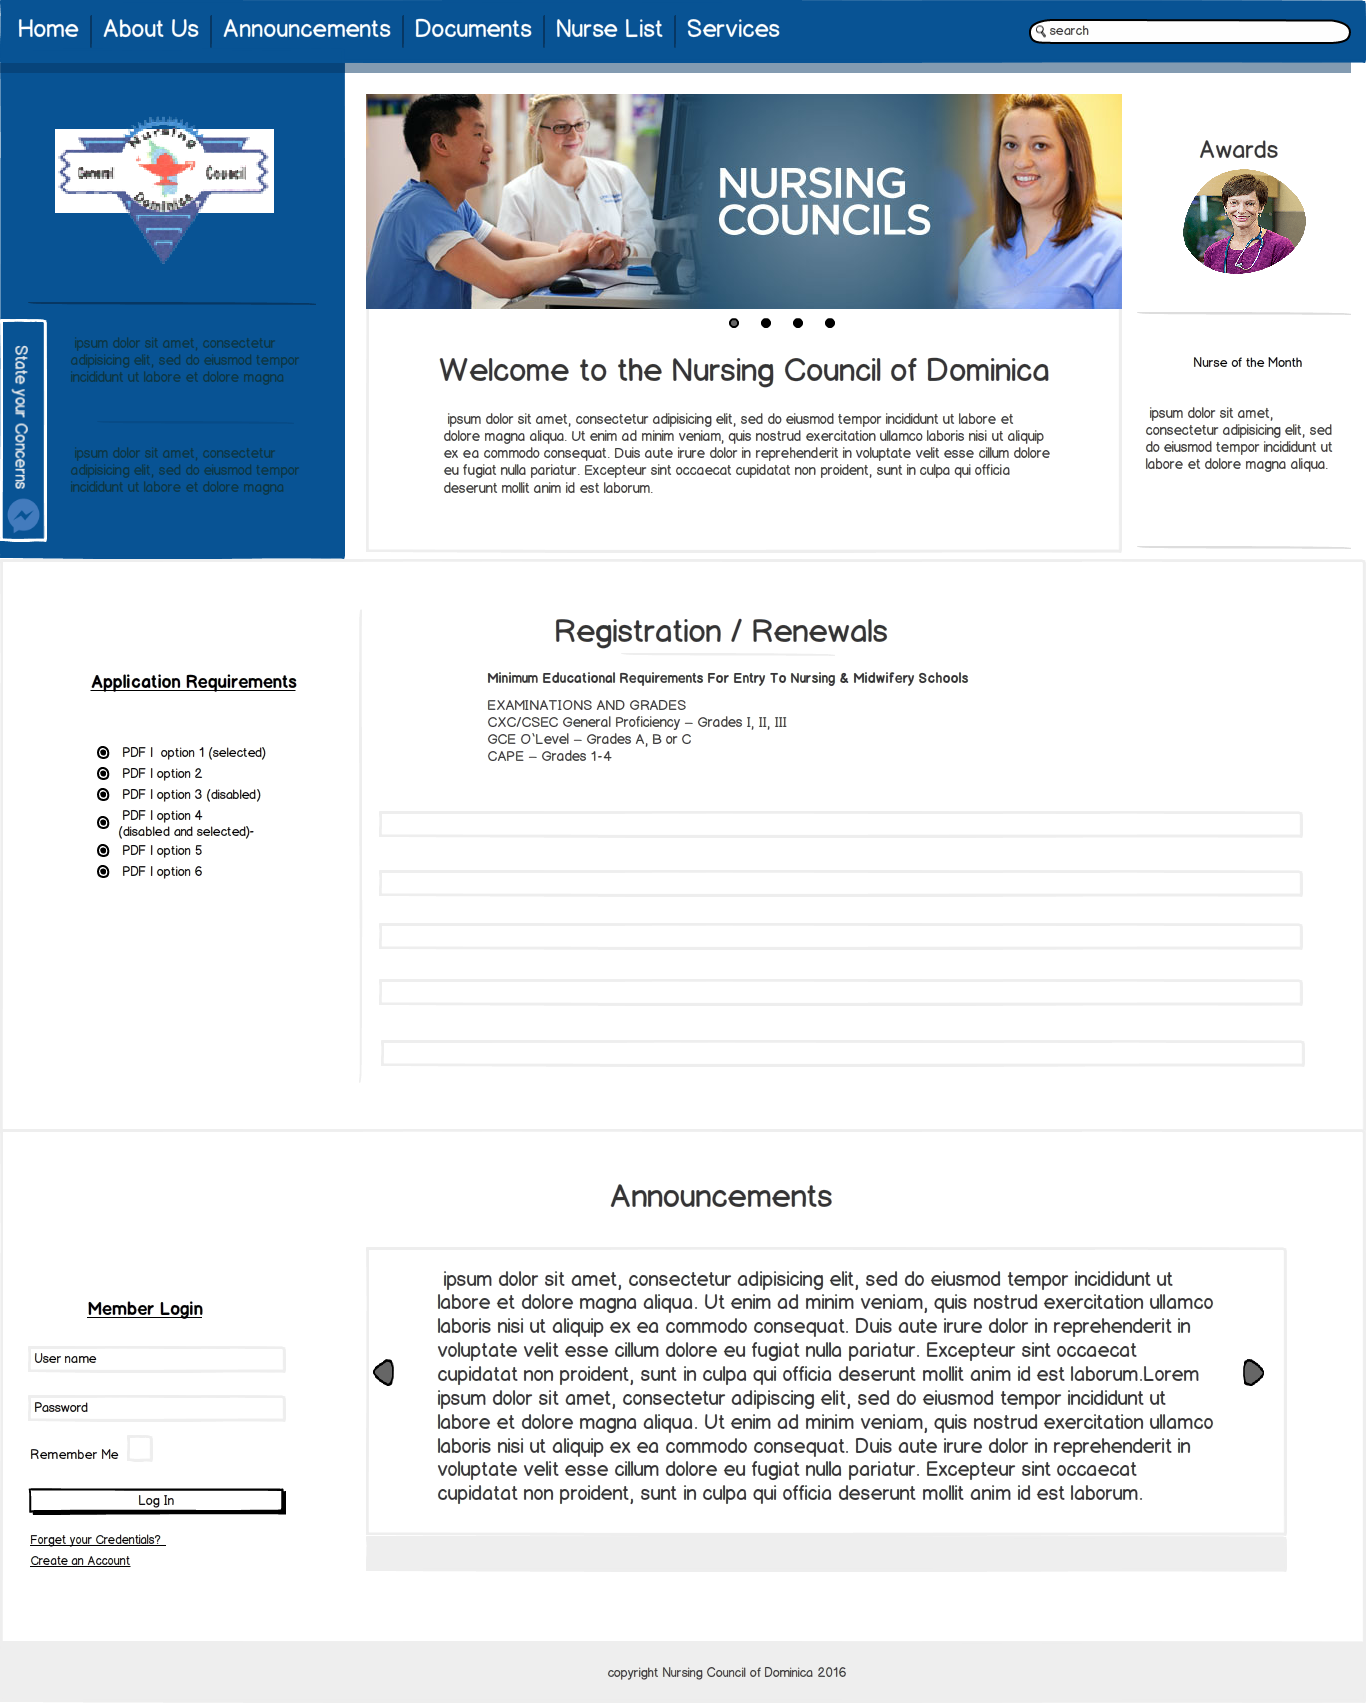 Home
About Us
Announcements
Documents
Nurse List
Services
search
Nursing
General
Council
Dominica
State your Concerns
ipsum dolor sit amet, consectetur
adipisicing elit, sed do eiusmod tempor
incididunt ut labore et dolore magna
ipsum dolor sit amet, consectetur
adipisicing elit, sed do eiusmod tempor
incididunt ut labore et dolore magna
NURSING
COUNCILS
Welcome to the Nursing Council of Dominica
ipsum dolor sit amet, consectetur adipisicing elit, sed do eiusmod tempor incididunt ut labore et
dolore magna aliqua. Ut enim ad minim veniam, quis nostrud exercitation ullamco laboris nisi ut aliquip
ex ea commodo consequat. Duis aute irure dolor in reprehenderit in voluptate velit esse cillum dolore
eu fugiat nulla pariatur. Excepteur sint occaecat cupidatat non proident, sunt in culpa qui officia
deserunt mollit anim id est laborum.
Awards
Nurse of the Month
ipsum dolor sit amet,
consectetur adipisicing elit, sed
do eiusmod tempor incididunt ut
labore et dolore magna aliqua.
Application Requirements
PDF | option 1 (selected)
PDF | option 2
PDF | option 3 (disabled)
PDF | option 4
(disabled and selected)-
PDF | option 5
PDF | option 6
Registration / Renewals
Minimum Educational Requirements For Entry To Nursing & Midwifery Schools
EXAMINATIONS AND GRADES
CXC/CSEC General Proficiency – Grades I, II, III
GCE O`Level – Grades A, B or C
CAPE – Grades 1-4
Announcements
ipsum dolor sit amet, consectetur adipisicing elit, sed do eiusmod tempor incididunt ut
labore et dolore magna aliqua. Ut enim ad minim veniam, quis nostrud exercitation ullamco
laboris nisi ut aliquip ex ea commodo consequat. Duis aute irure dolor in reprehenderit in
voluptate velit esse cillum dolore eu fugiat nulla pariatur. Excepteur sint occaecat
cupidatat non proident, sunt in culpa qui officia deserunt mollit anim id est laborum.Lorem
ipsum dolor sit amet, consectetur adipiscing elit, sed do eiusmod tempor incididunt ut
labore et dolore magna aliqua. Ut enim ad minim veniam, quis nostrud exercitation ullamco
laboris nisi ut aliquip ex ea commodo consequat. Duis aute irure dolor in reprehenderit in
voluptate velit esse cillum dolore eu fugiat nulla pariatur. Excepteur sint occaecat
cupidatat non proident, sunt in culpa qui officia deserunt mollit anim id est laborum.
Member Login
User name
Password
Remember Me
Log In
Forget your Credentials?
Create an Account
copyright Nursing Council of Dominica 2016